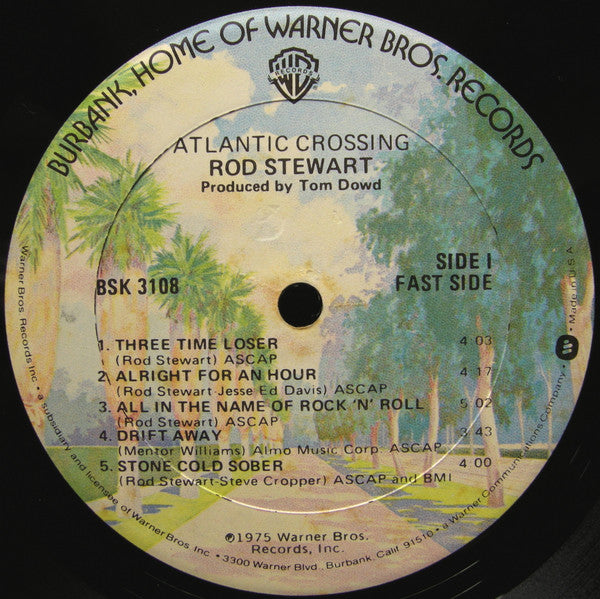 BURBANK, HOME OF WARNER BROS. RECORDS
WB
RECORDS
ATLANTIC CROSSING
ROD STEWART
Produced by Tom Dowd
BSK 3108
SIDE I
FAST SIDE
1. THREE TIME LOSER 4 03
(Rod Stewart) ASCAP
2. ALRIGHT FOR AN HOUR 4 17
(Rod Stewart-Jesse Ed Davis) ASCAP
3. ALL IN THE NAME OF ROCK 'N' ROLL 5 02
(Rod Stewart) ASCAP
4. DRIFT AWAY 3 43
(Mentor Williams) Almo Music Corp. ASCAP
5. STONE COLD SOBER 4 00
(Rod Stewart-Steve Cropper) ASCAP and BMI
℗1975 Warner Bros.
Records, Inc.
Warner Bros. Records Inc. • a subsidiary and licensee of Warner Bros. Inc. • 3300 Warner Blvd., Burbank, Calif. 91510 • a Warner Communications Company • Made in U.S.A.